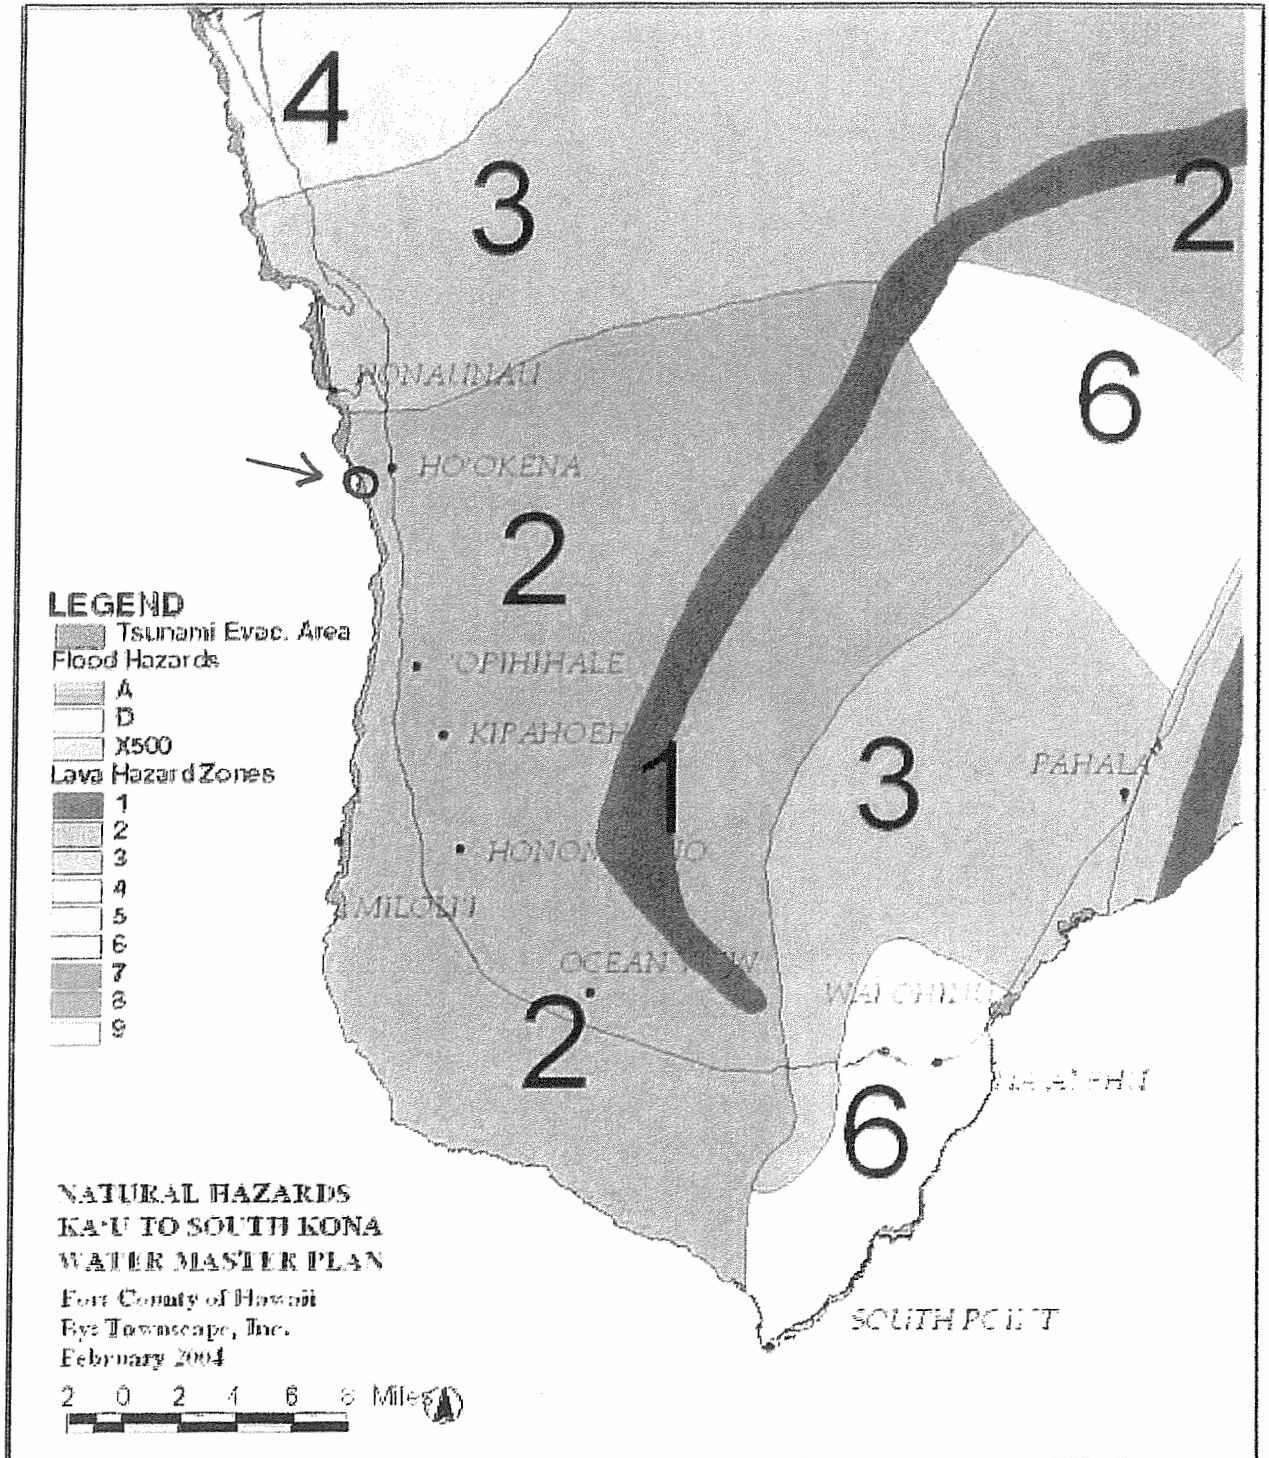 4
3
2
HONAUNAU
6
HO'OKENA
2
LEGEND
Tsunami Evac. Area
Flood Hazards
'OPIHIHALE
A
D
KIPAHOEH
X500
1
3
PAHALA
Lava Hazard Zones
1
2
3
4
5
6
7
8
9
MILOLI'I
OCEAN
2
6
NATURAL HAZARDS
KA'U TO SOUTH KONA
WATER MASTER PLAN
For: County of Hawaii
By: Townscape, Inc.
February 2004
SOUTH POINT
2 0 2 4 6 8 Miles